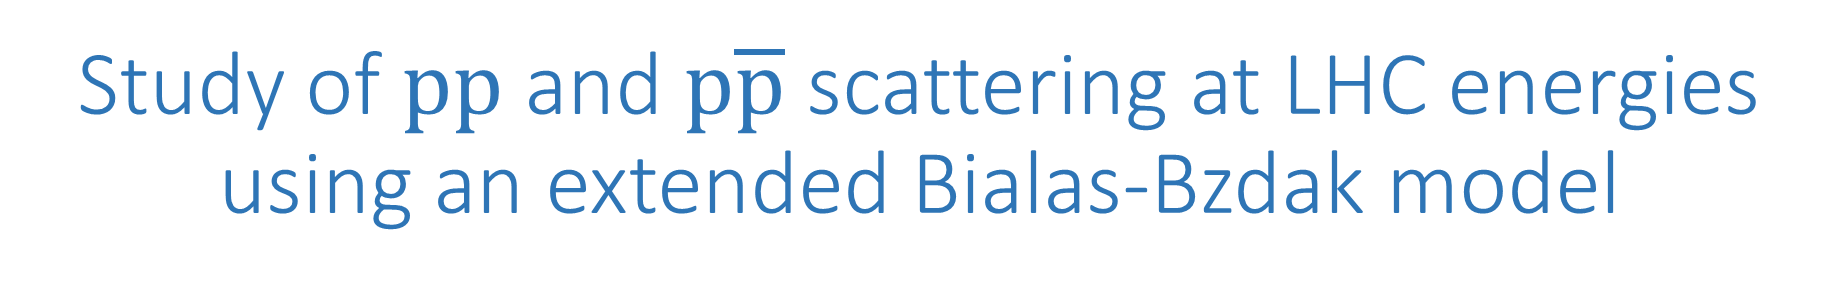 Study of pp and pp̅ scattering at LHC energies
using an extended Bialas-Bzdak model